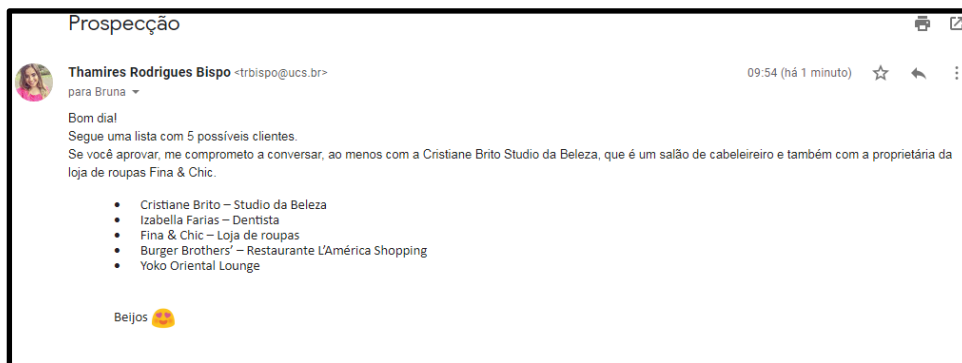 Prospecção
Thamires Rodrigues Bispo <trbispo@ucs.br>
09:54 (há 1 minuto)
para Bruna
Bom dia!
Segue uma lista com 5 possíveis clientes.
Se você aprovar, me comprometo a conversar, ao menos com a Cristiane Brito Studio da Beleza, que é um salão de cabeleireiro e também com a proprietária da
loja de roupas Fina & Chic.
• Cristiane Brito – Studio da Beleza
• Izabella Farias – Dentista
• Fina & Chic – Loja de roupas
• Burger Brothers’ – Restaurante L’América Shopping
• Yoko Oriental Lounge
Beijos 😍